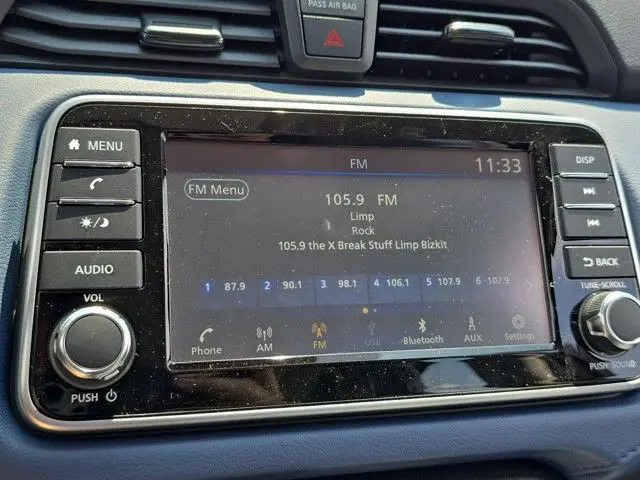 PASS AIR BAG
MENU
AUDIO
VOL
PUSH
FM
11:33
FM Menu
105.9 FM
Limp
Rock
105.9 the X Break Stuff Limp Bizkit
1 87.9 2 90.1 3 98.1 4 106.1 5 107.9 6 107.9
Phone AM FM USB Bluetooth AUX Settings
DISP
BACK
TUNE·SCROLL
PUSH·SOUND